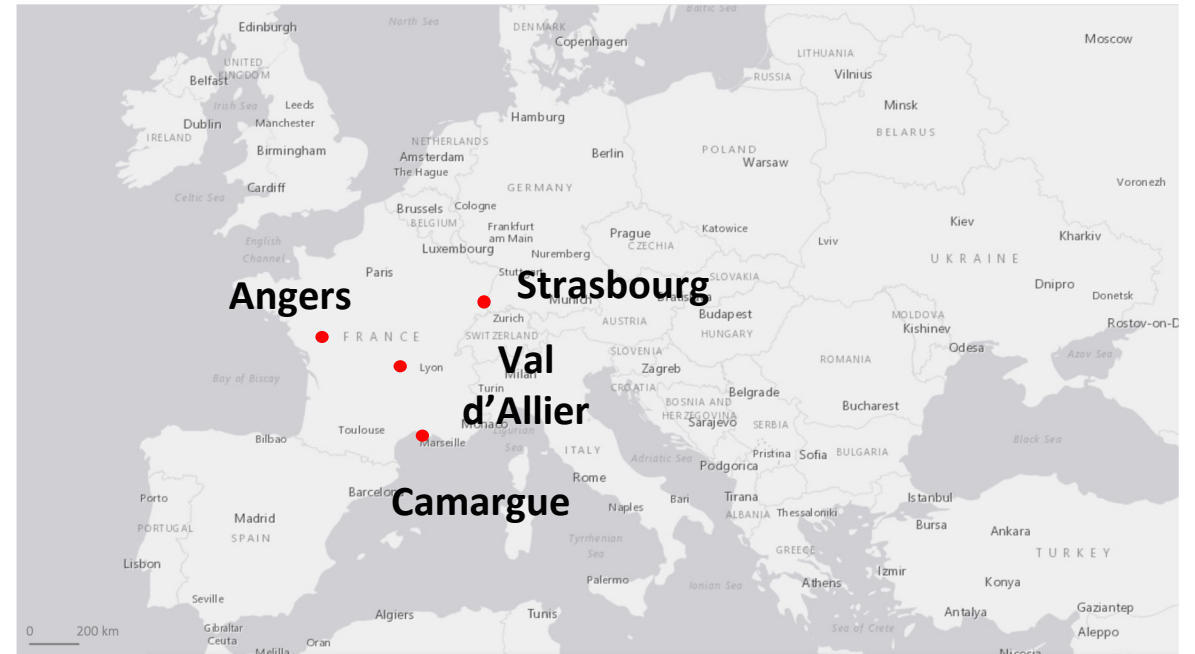 North Sea
Baltic Sea
Edinburgh
DENMARK
Moscow
Copenhagen
LITHUANIA
UNITED
KINGDOM
Belfast
RUSSIA
Vilnius
Irish Sea
Leeds
Minsk
Dublin
Manchester
Hamburg
BELARUS
IRELAND
NETHERLANDS
Birmingham
Amsterdam
Berlin
POLAND
Warsaw
The Hague
Voronezh
Celtic Sea
Cardiff
GERMANY
Brussels
Cologne
BELGIUM
Kiev
English
Channel
Frankfurt
am Main
Prague
CZECHIA
Katowice
Lviv
Kharkiv
Luxembourg
Nuremberg
UKRAINE
Paris
Stuttgart
SLOVAKIA
Dnipro
Donetsk
Angers
Strasbourg
Munich
Bratislava
Budapest
MOLDOVA
Kishinev
Zurich
AUSTRIA
HUNGARY
Rostov-on-D
FRANCE
SWITZERLAND
Odesa
SLOVENIA
Azov Sea
Val
d’Allier
Lyon
Milan
Zagreb
ROMANIA
Bay of Biscay
Turin
CROATIA
Belgrade
BOSNIA AND
HERZEGOVINA
Bucharest
Monaco
Sarajevo
SERBIA
Toulouse
Ligurian
Sea
Bilbao
Marseille
Black Sea
ITALY
Adriatic Sea
Pristina
Sofia
BULGARIA
Podgorica
Rome
Camargue
Barcelona
Porto
Bari
Tirana
Istanbul
Naples
ALBANIA
Thessaloniki
Madrid
PORTUGAL
SPAIN
Bursa
Ankara
Tyrrhenian
Sea
GREECE
TURKEY
Lisbon
Izmir
Palermo
Ionian Sea
Athens
Konya
Seville
Algiers
Tunis
Antalya
Gaziantep
Gibraltar
Ceuta
Sea of Crete
Aleppo
0 200 km
Oran
Melilla
Nicosia